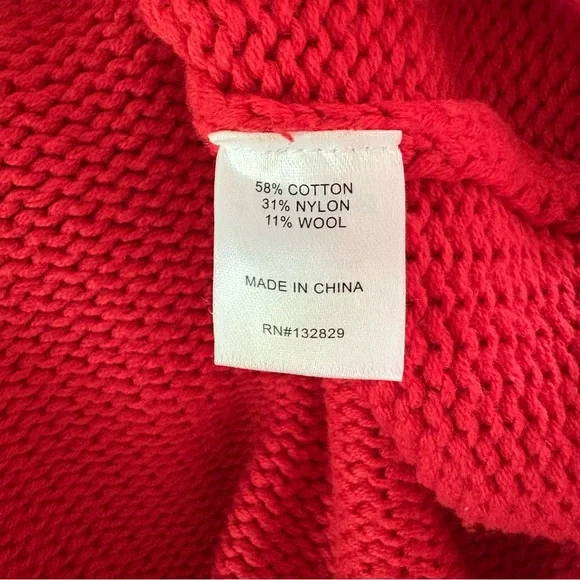 58% COTTON
31% NYLON
11% WOOL
MADE IN CHINA
RN#132829